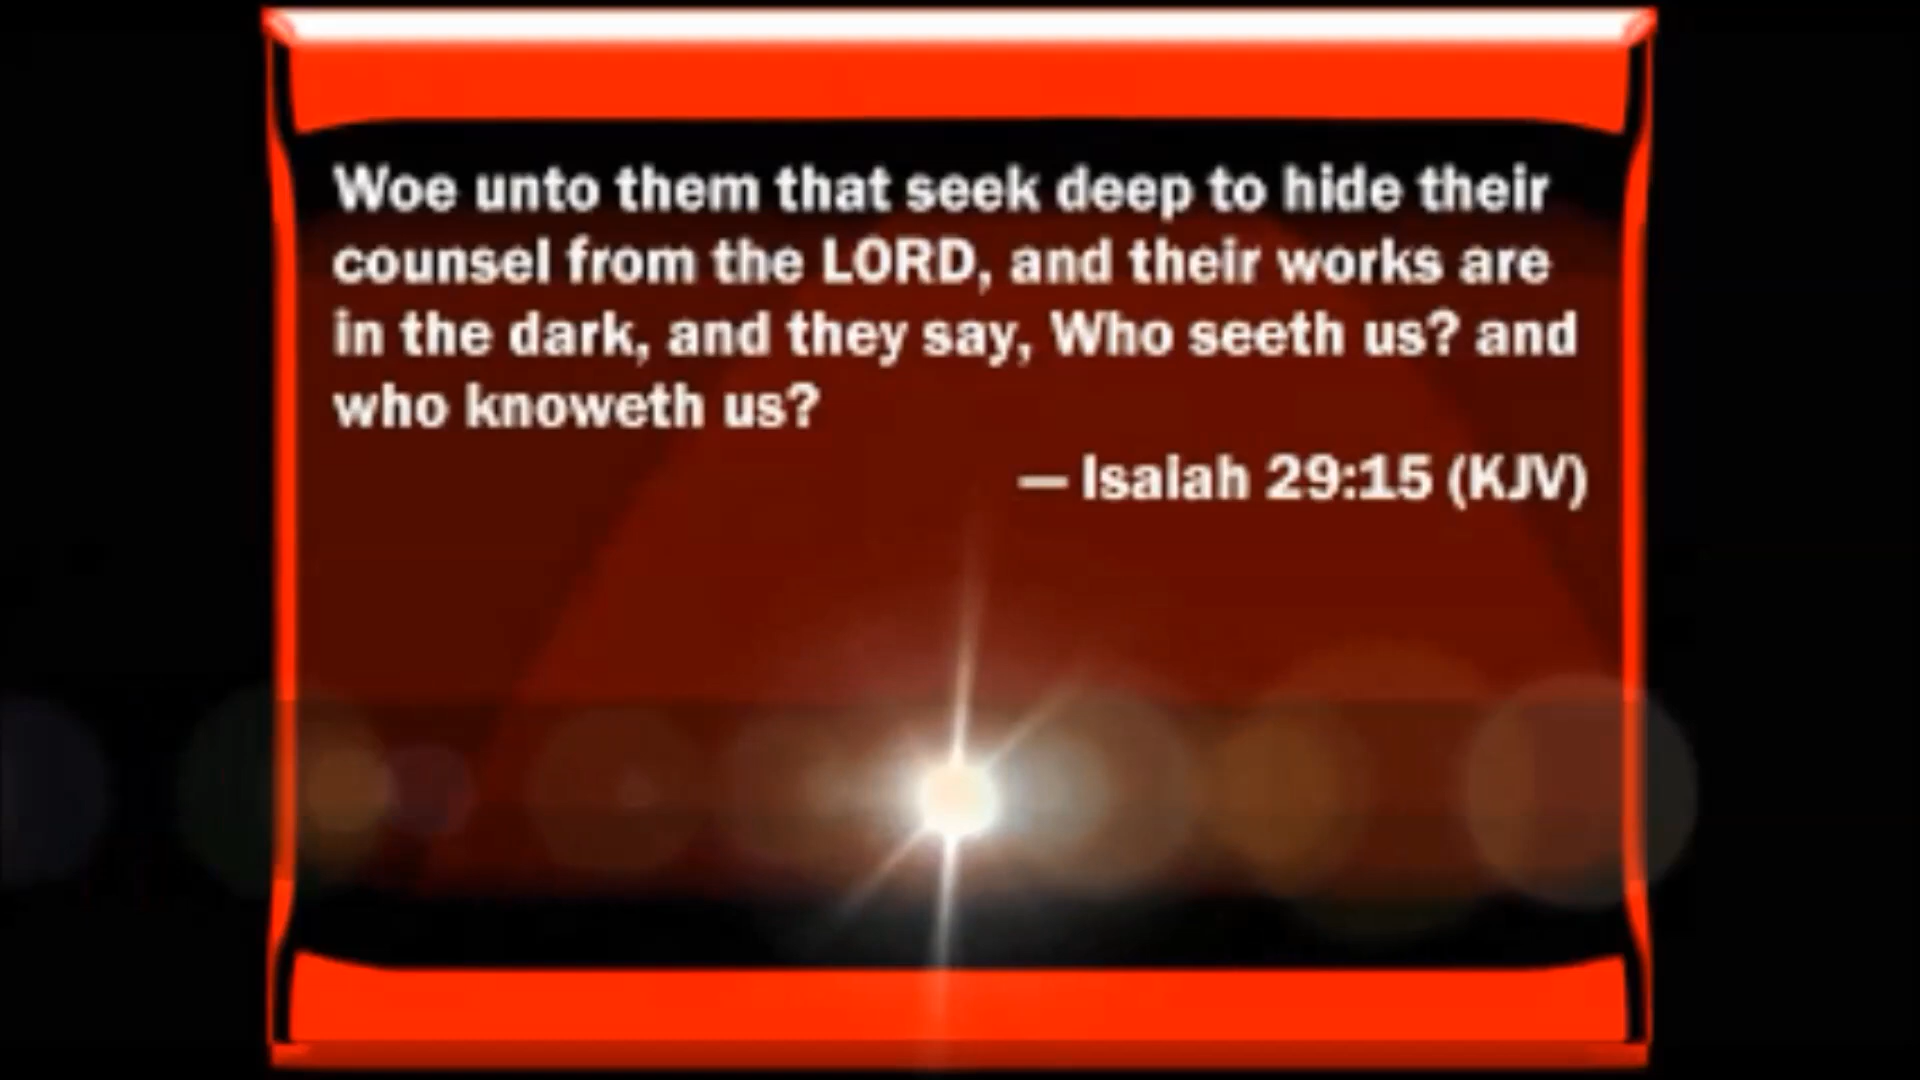 Woe unto them that seek deep to hide their
counsel from the LORD, and their works are
in the dark, and they say, Who seeth us? and
who knoweth us?
— Isaiah 29:15 (KJV)